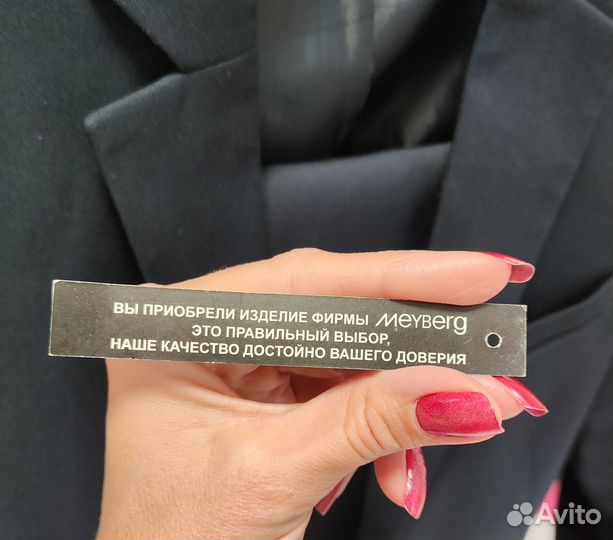 ВЫ ПРИОБРЕЛИ ИЗДЕЛИЕ ФИРМЫ MEYBERG
ЭТО ПРАВИЛЬНЫЙ ВЫБОР,
НАШЕ КАЧЕСТВО ДОСТОЙНО ВАШЕГО ДОВЕРИЯ
Avito